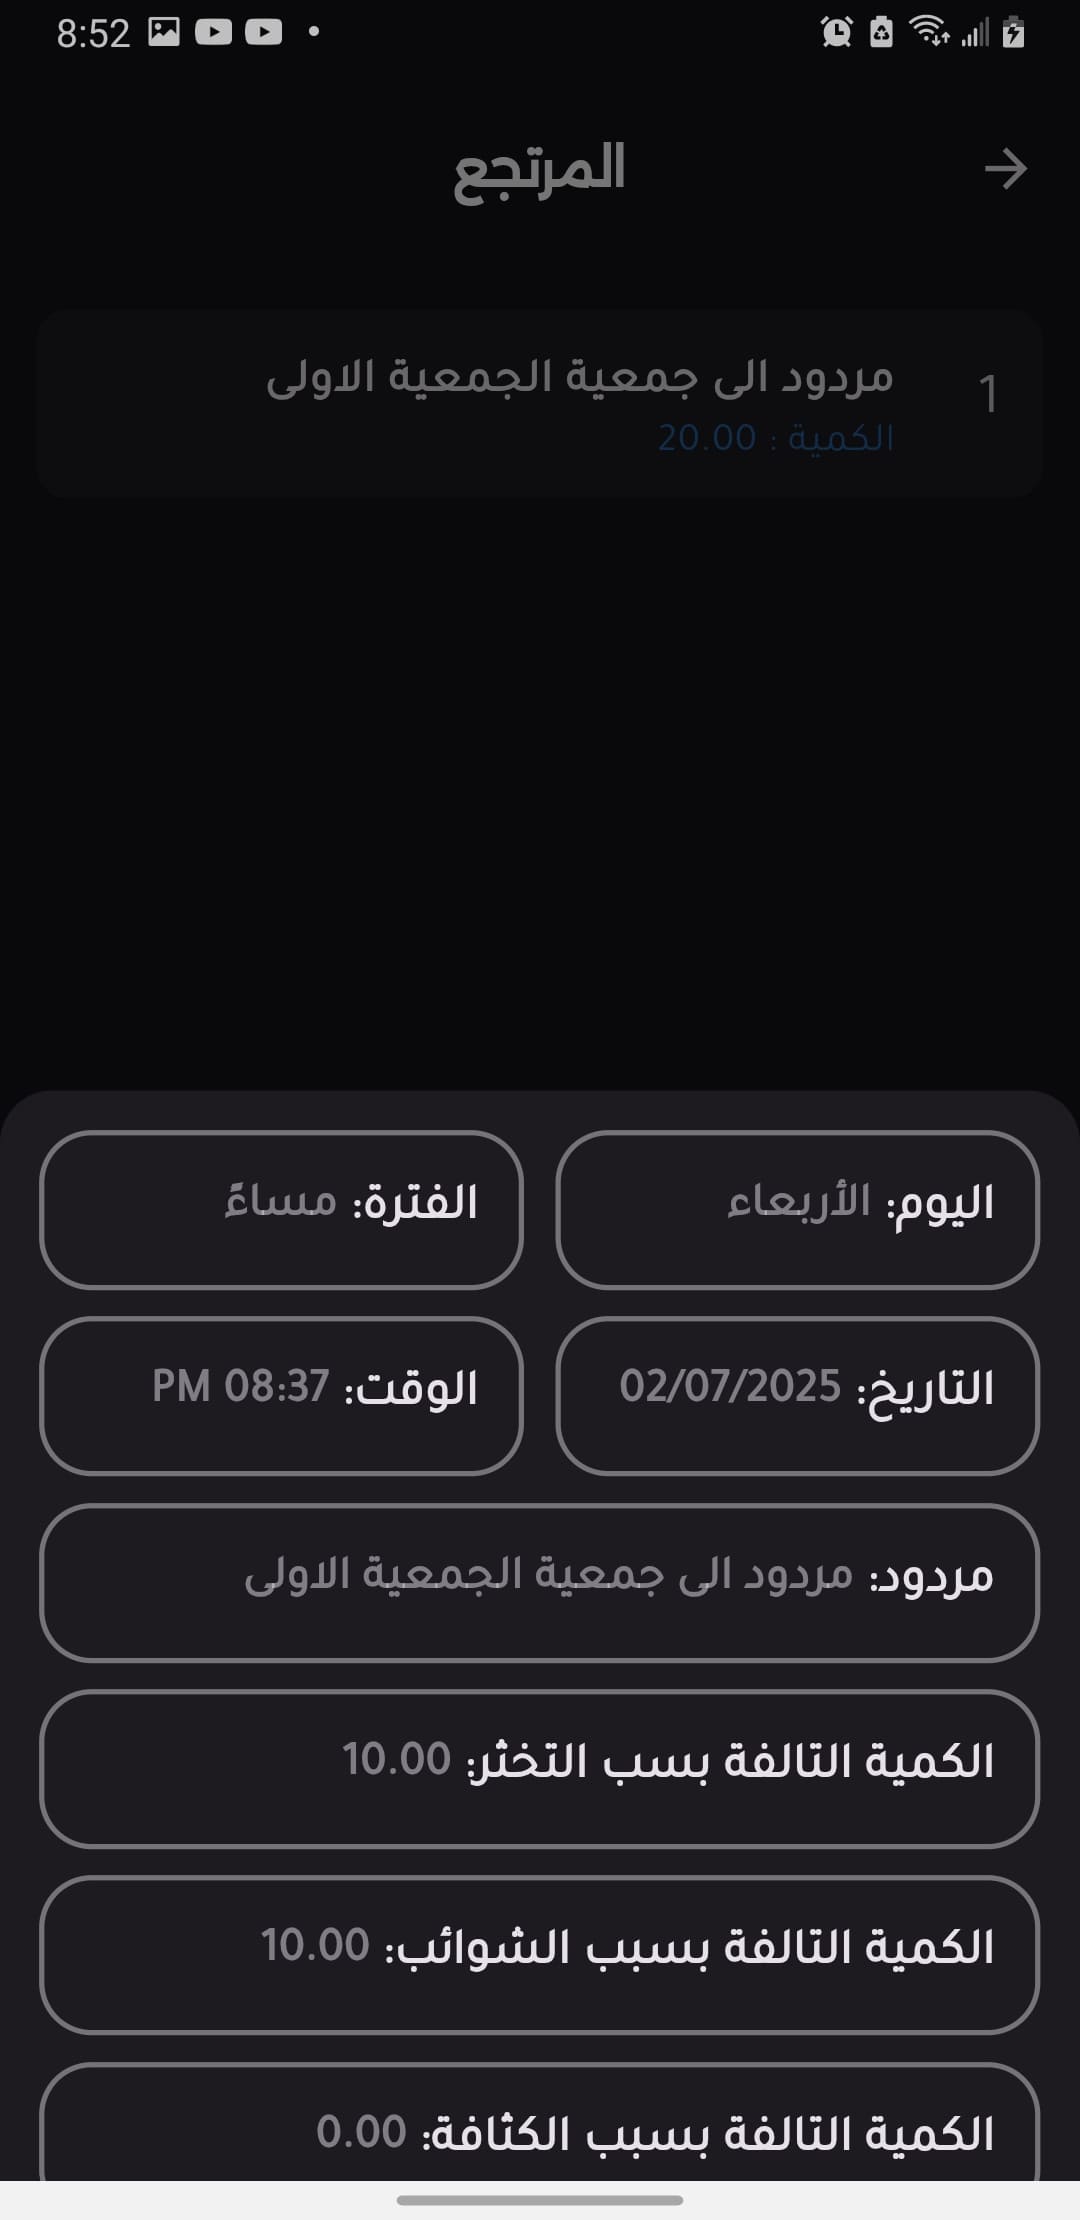 8:52
المرتجع
1
مردود الى جمعية الجمعية الاولى
الكمية : 20.00
اليوم: الأربعاء
الفترة: مساءً
التاريخ: 02/07/2025
الوقت: 08:37 PM
مردود: مردود الى جمعية الجمعية الاولى
الكمية التالفة بسب التخثر: 10.00
الكمية التالفة بسبب الشوائب: 10.00
الكمية التالفة بسبب الكثافة: 0.00